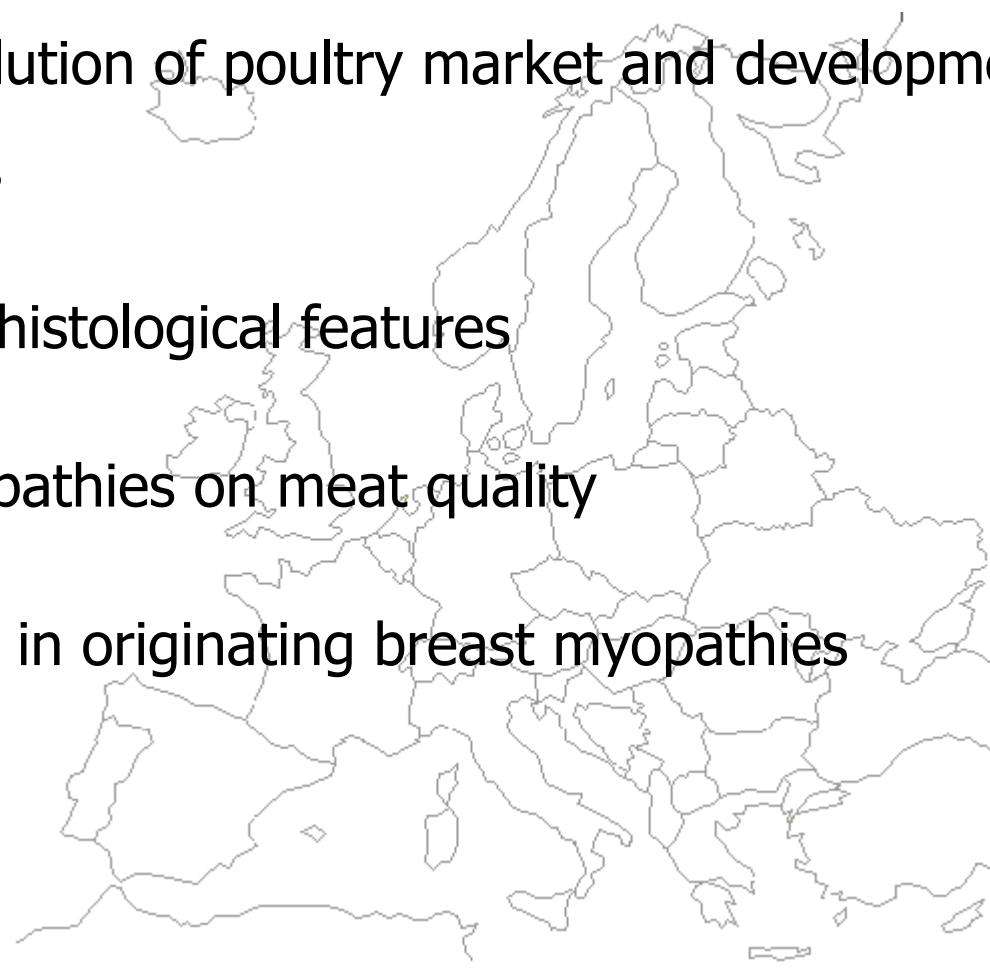 lution of poultry market and developme
histological features
pathies on meat quality
in originating breast myopathies